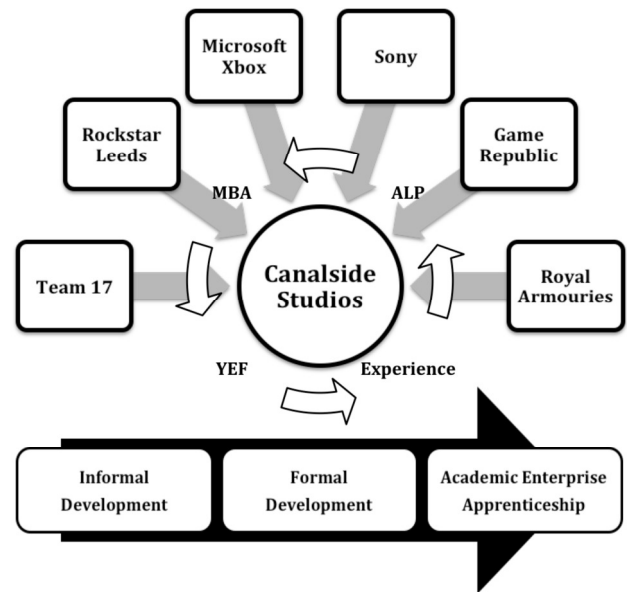 Microsoft
Xbox
Sony
Rockstar
Leeds
Game
Republic
MBA
ALP
Team 17
Canalside
Studios
Royal
Armouries
YEF
Experience
Informal
Development
Formal
Development
Academic Enterprise
Apprenticeship